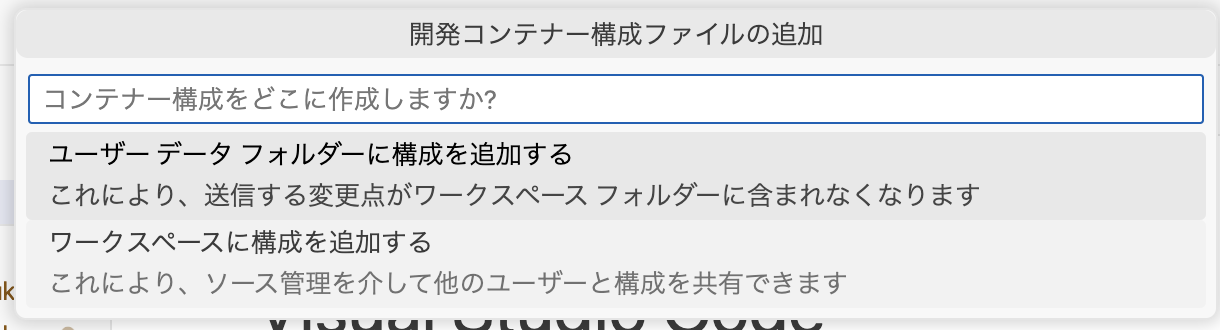 開発コンテナー構成ファイルの追加
コンテナー構成をどこに作成しますか?
ユーザー データ フォルダーに構成を追加する
これにより、送信する変更点がワークスペース フォルダーに含まれなくなります
ワークスペースに構成を追加する
これにより、ソース管理を介して他のユーザーと構成を共有できます
uk
Visual Studio Code